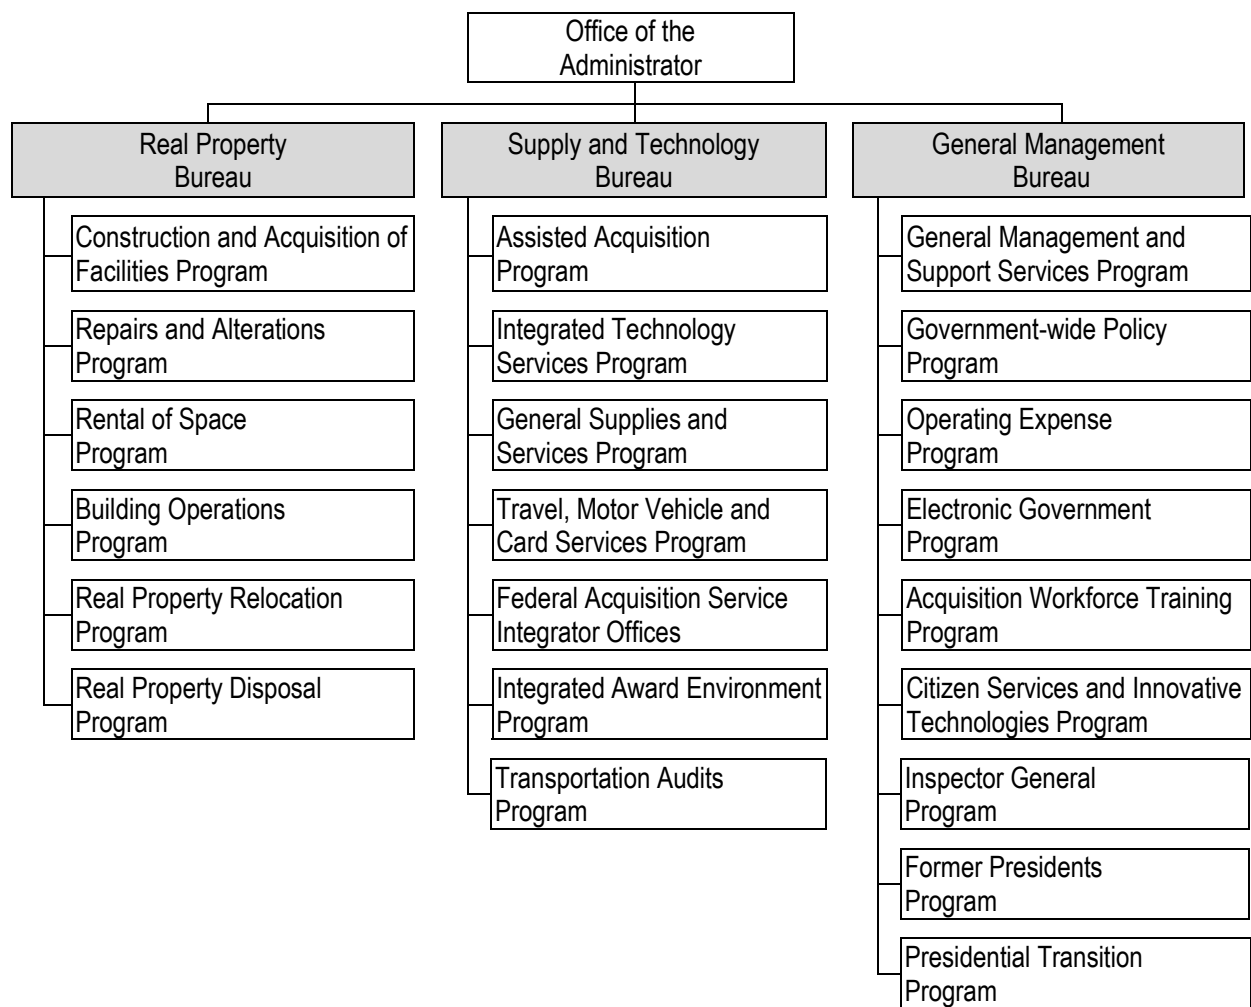 Office of the
Administrator
Real Property
Bureau
Construction and Acquisition of
Facilities Program
Repairs and Alterations
Program
Rental of Space
Program
Building Operations
Program
Real Property Relocation
Program
Real Property Disposal
Program
Supply and Technology
Bureau
Assisted Acquisition
Program
Integrated Technology
Services Program
General Supplies and
Services Program
Travel, Motor Vehicle and
Card Services Program
Federal Acquisition Service
Integrator Offices
Integrated Award Environment
Program
Transportation Audits
Program
General Management
Bureau
General Management and
Support Services Program
Government-wide Policy
Program
Operating Expense
Program
Electronic Government
Program
Acquisition Workforce Training
Program
Citizen Services and Innovative
Technologies Program
Inspector General
Program
Former Presidents
Program
Presidential Transition
Program